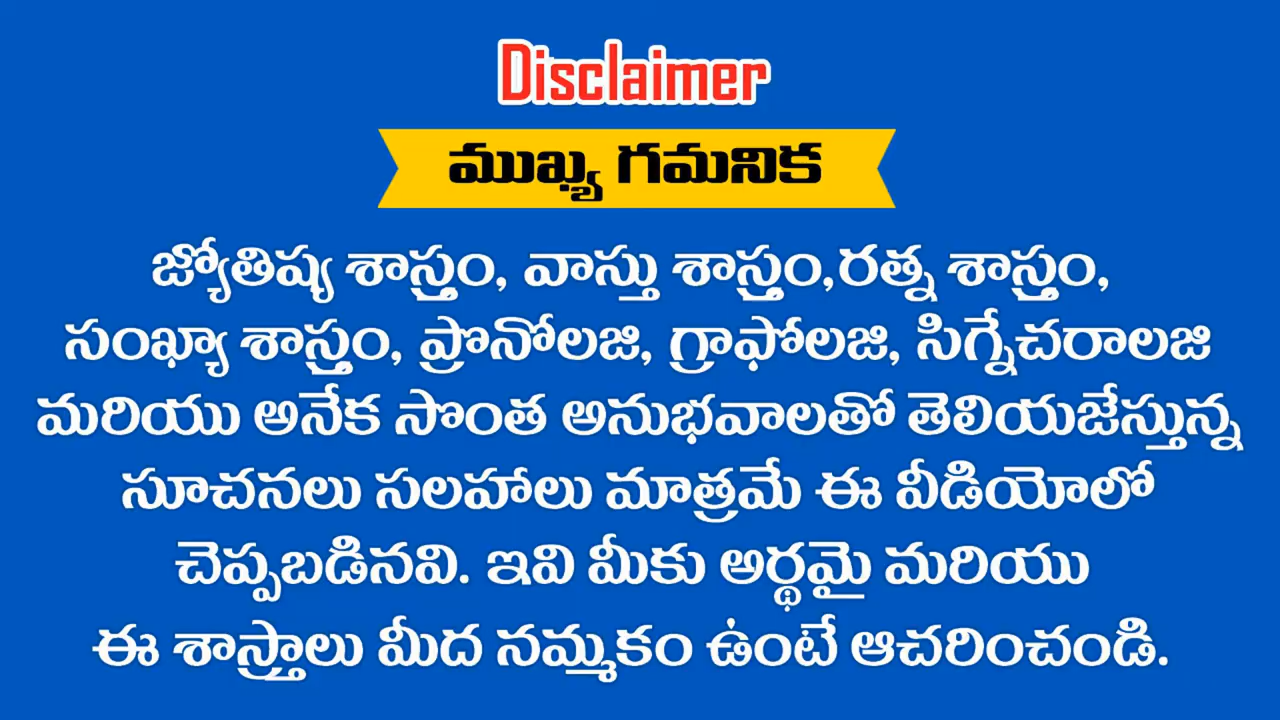 Disclaimer
ముఖ్య గమనిక
జ్యోతిష్య శాస్త్రం, వాస్తు శాస్త్రం,రత్న శాస్త్రం,
సంఖ్యా శాస్త్రం, ప్రొనోలజి, గ్రాఫోలజి, సిగ్నేచరాలజి
మరియు అనేక సొంత అనుభవాలతో తెలియజేస్తున్న
సూచనలు సలహాలు మాత్రమే ఈ వీడియోలో
చెప్పబడినవి. ఇవి మీకు అర్థమై మరియు
ఈ శాస్త్రాలు మీద నమ్మకం ఉంటే ఆచరించండి.